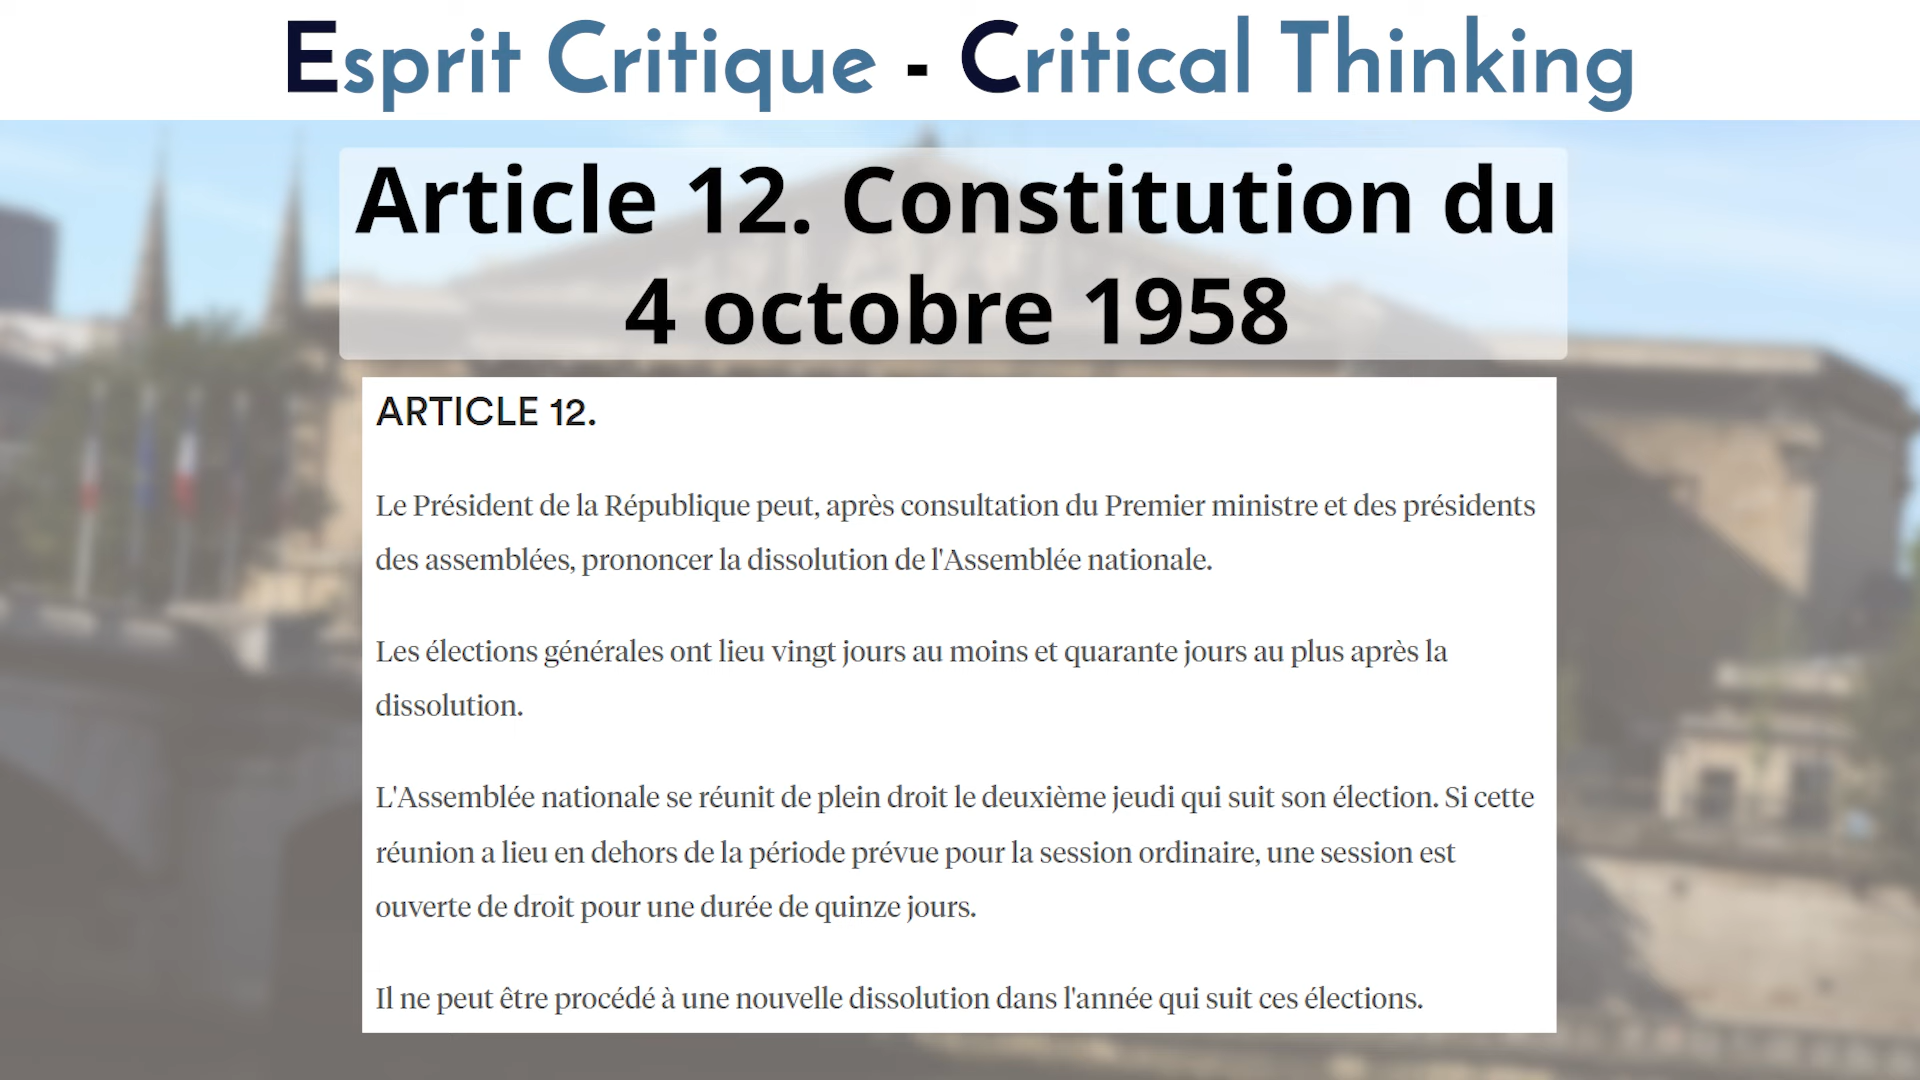 Esprit Critique - Critical Thinking
Article 12. Constitution du
4 octobre 1958
ARTICLE 12.
Le Président de la République peut, après consultation du Premier ministre et des présidents
des assemblées, prononcer la dissolution de l'Assemblée nationale.
Les élections générales ont lieu vingt jours au moins et quarante jours au plus après la
dissolution.
L'Assemblée nationale se réunit de plein droit le deuxième jeudi qui suit son élection. Si cette
réunion a lieu en dehors de la période prévue pour la session ordinaire, une session est
ouverte de droit pour une durée de quinze jours.
Il ne peut être procédé à une nouvelle dissolution dans l'année qui suit ces élections.